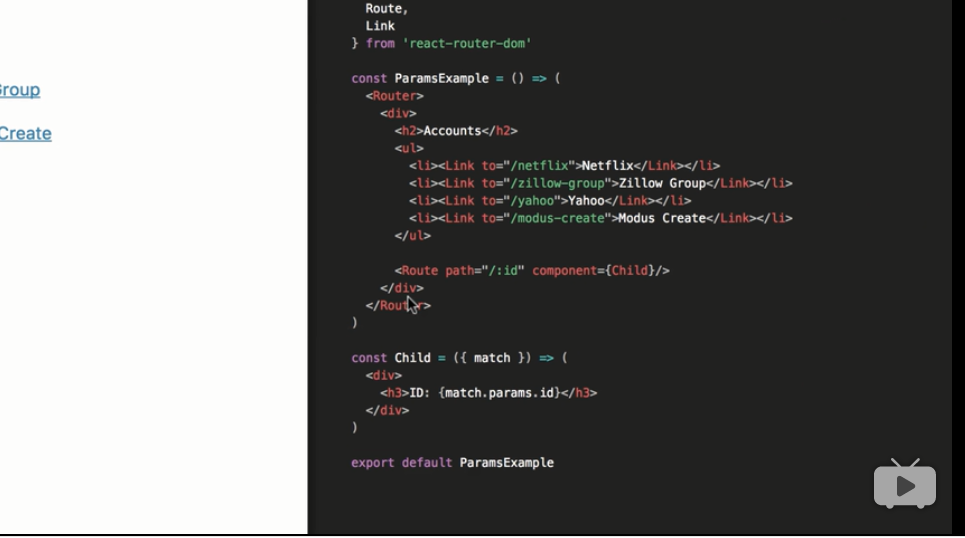 Group
Create
Route,
Link
} from 'react-router-dom'
const ParamsExample = () => (
<Router>
<div>
<h2>Accounts</h2>
<ul>
<li><Link to="/netflix">Netflix</Link></li>
<li><Link to="/zillow-group">Zillow Group</Link></li>
<li><Link to="/yahoo">Yahoo</Link></li>
<li><Link to="/modus-create">Modus Create</Link></li>
</ul>
<Route path="/:id" component={Child}/>
</div>
</Router>
)
const Child = ({ match }) => (
<div>
<h3>ID: {match.params.id}</h3>
</div>
)
export default ParamsExample